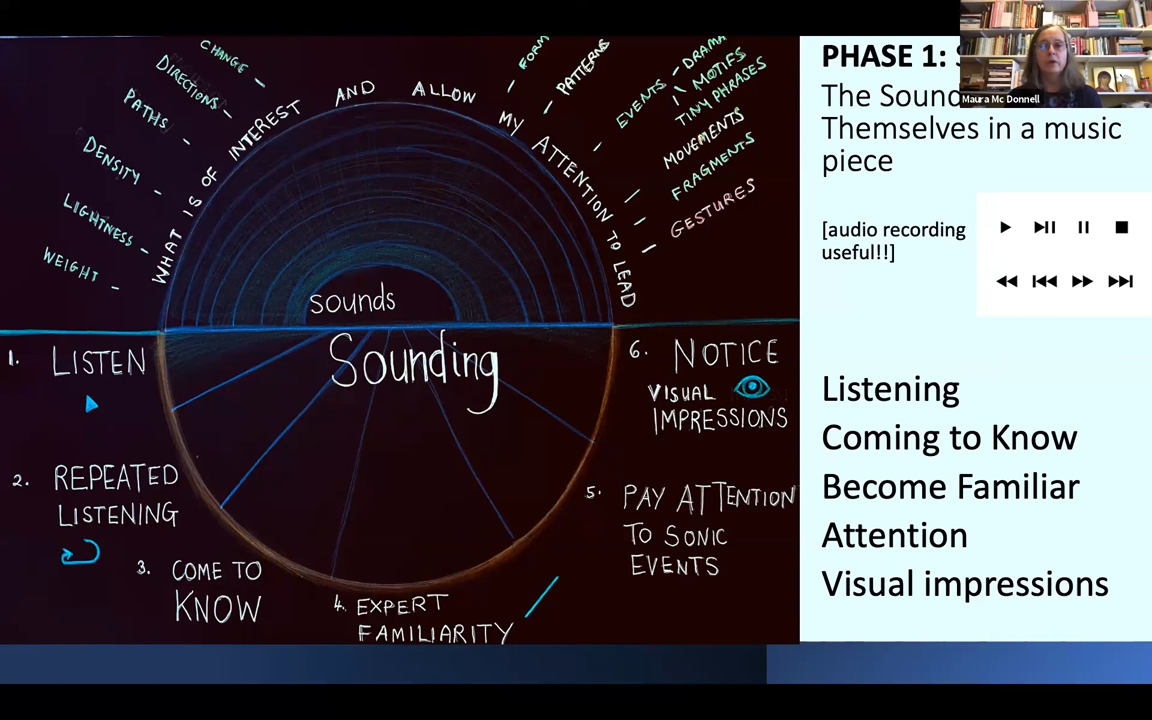 CHANGE
DIRECTIONS
PATHS
DENSITY
LIGHTNESS
WEIGHT
WHAT IS OF INTEREST AND ALLOW MY ATTENTION TO LEAD
FORM
PATTERNS
EVENTS - DRAMA
MOTIFS
TINY PHRASES
MOVEMENTS
FRAGMENTS
GESTURES
sounds
Sounding
1. LISTEN
2. REPEATED
LISTENING
3. COME TO
KNOW
4. EXPERT
FAMILIARITY
5. PAY ATTENTION
TO SONIC
EVENTS
6. NOTICE
VISUAL
IMPRESSIONS
PHASE 1:
The Sound
Themselves in a music
piece
[audio recording
useful!!]
Listening
Coming to Know
Become Familiar
Attention
Visual impressions
Maura Mc Donnell